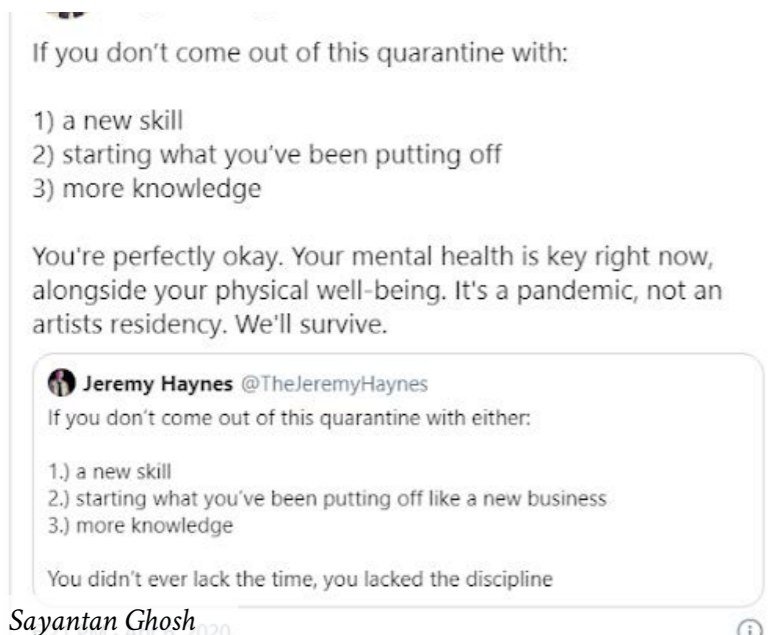 If you don't come out of this quarantine with:
1) a new skill
2) starting what you've been putting off
3) more knowledge
You're perfectly okay. Your mental health is key right now,
alongside your physical well-being. It's a pandemic, not an
artists residency. We'll survive.
Jeremy Haynes @TheJeremyHaynes
If you don't come out of this quarantine with either:
1.) a new skill
2.) starting what you've been putting off like a new business
3.) more knowledge
You didn't ever lack the time, you lacked the discipline
Sayantan Ghosh
2020